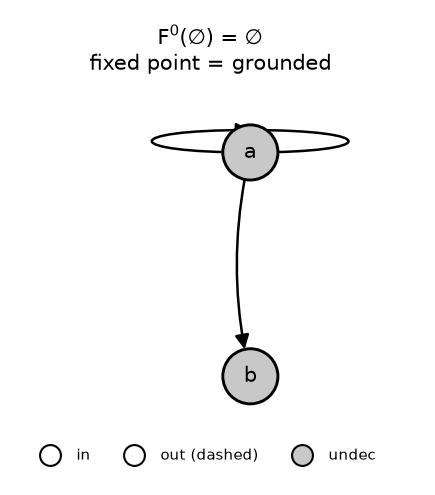 F⁰(∅) = ∅
fixed point = grounded
a
b
in
out (dashed)
undec